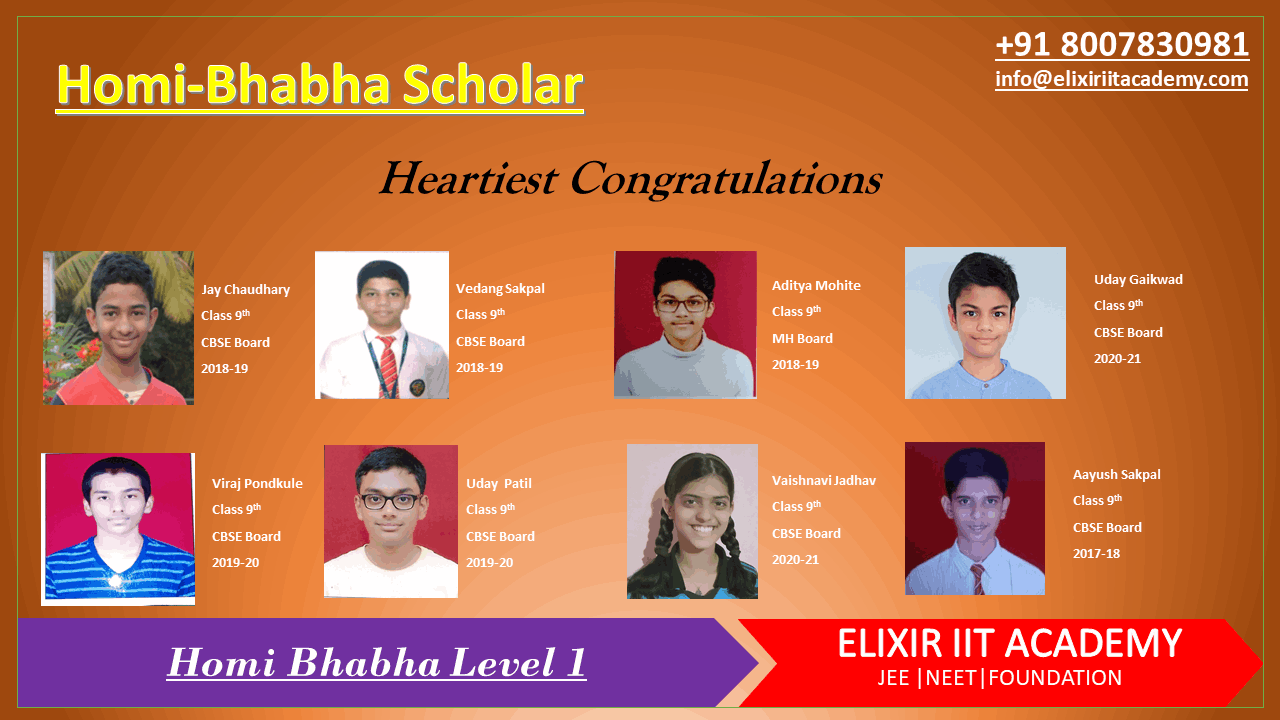 Homi-Bhabha Scholar
+91 8007830981
info@elixiriitacademy.com
Heartiest Congratulations
Jay Chaudhary
Class 9th
CBSE Board
2018-19
Vedang Sakpal
Class 9th
CBSE Board
2018-19
Aditya Mohite
Class 9th
MH Board
2018-19
Uday Gaikwad
Class 9th
CBSE Board
2020-21
Viraj Pondkule
Class 9th
CBSE Board
2019-20
Uday Patil
Class 9th
CBSE Board
2019-20
Vaishnavi Jadhav
Class 9th
CBSE Board
2020-21
Aayush Sakpal
Class 9th
CBSE Board
2017-18
Homi Bhabha Level 1
ELIXIR IIT ACADEMY
JEE |NEET|FOUNDATION